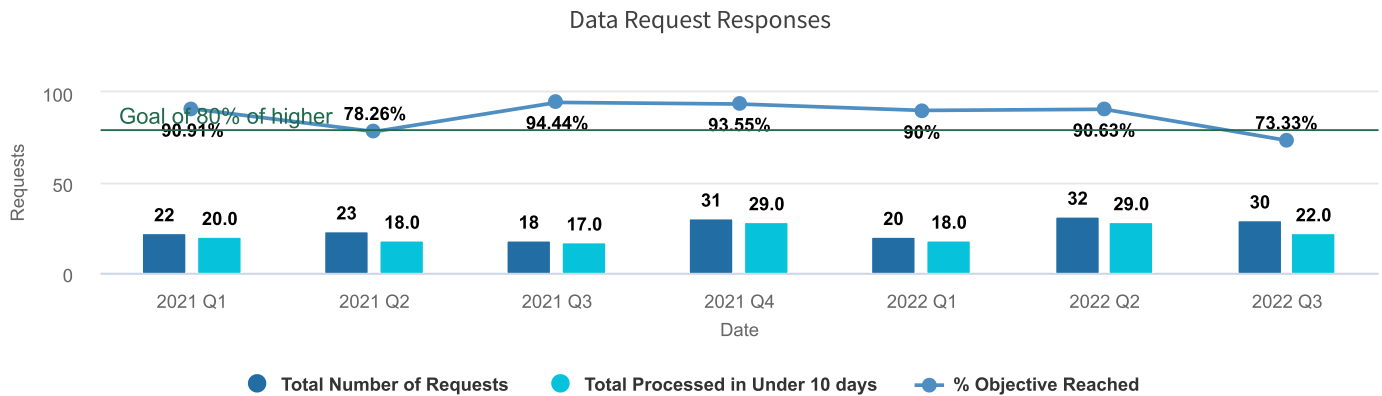 Data Request Responses
100
50
0
Requests
Goal of 80% of higher
90.91%
78.26%
94.44%
93.55%
90%
90.63%
73.33%
22
20.0
23
18.0
18
17.0
31
29.0
20
18.0
32
29.0
30
22.0
2021 Q1
2021 Q2
2021 Q3
2021 Q4
2022 Q1
2022 Q2
2022 Q3
Date
Total Number of Requests
Total Processed in Under 10 days
% Objective Reached